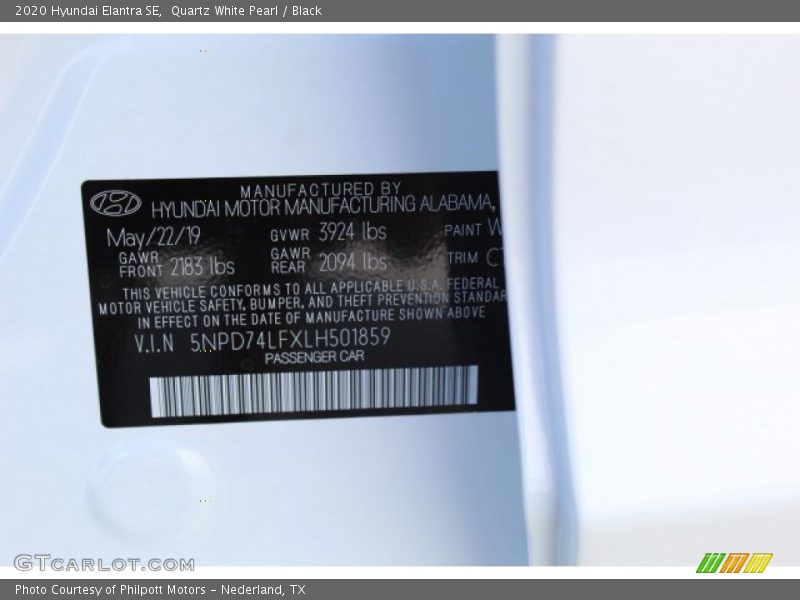 2020 Hyundai Elantra SE,  Quartz White Pearl / Black
MANUFACTURED BY
HYUNDAI MOTOR MANUFACTURING ALABAMA,
May/22/19 GVWR 3924 lbs PAINT W
GAWR FRONT 2183 lbs GAWR REAR 2094 lbs TRIM C
THIS VEHICLE CONFORMS TO ALL APPLICABLE U.S.A. FEDERAL
MOTOR VEHICLE SAFETY, BUMPER, AND THEFT PREVENTION STANDAR
IN EFFECT ON THE DATE OF MANUFACTURE SHOWN ABOVE
V.I.N 5NPD74LFXLH501859
PASSENGER CAR
GTcarlot.com
Photo Courtesy of Philpott Motors - Nederland, TX